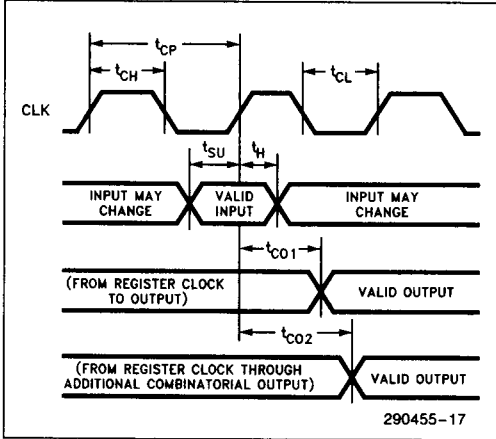 tCP
tCH
tCL
CLK
tSU
tH
INPUT MAY
CHANGE
VALID
INPUT
INPUT MAY
CHANGE
tCO1
(FROM REGISTER CLOCK
TO OUTPUT)
VALID OUTPUT
tCO2
(FROM REGISTER CLOCK THROUGH
ADDITIONAL COMBINATORIAL OUTPUT)
VALID OUTPUT
290455-17